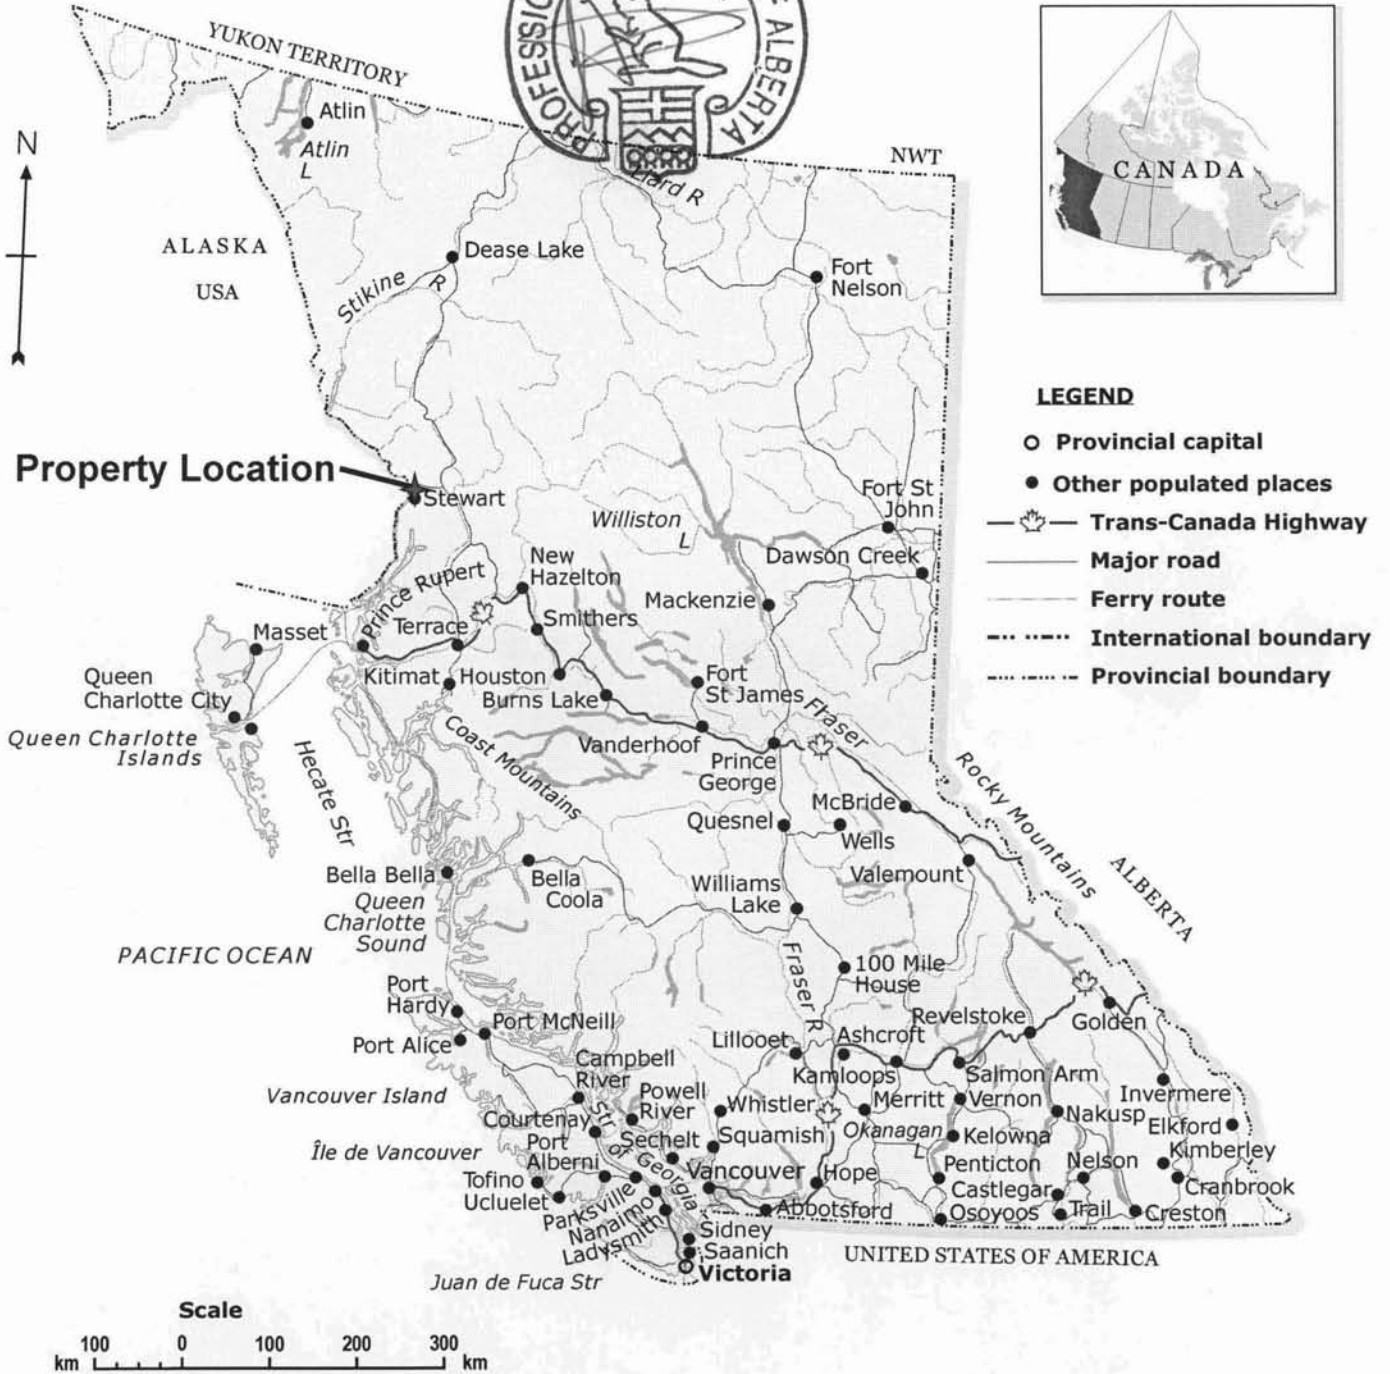 YUKON TERRITORY
PROFESSIO
ALBERTA
NWT
CANADA
N
Atlin
Atlin
L
Liard R
ALASKA
USA
Dease Lake
Stikine
R
Fort
Nelson
LEGEND
Provincial capital
Other populated places
Trans-Canada Highway
Major road
Ferry route
International boundary
Provincial boundary
Property Location
Stewart
Fort St
John
Williston
L
Dawson Creek
New
Hazelton
Mackenzie
Prince Rupert
Terrace
Smithers
Masset
Kitimat
Houston
Fort
St James
Queen
Charlotte City
Burns Lake
Queen Charlotte
Islands
Hecate Str
Coast Mountains
Vanderhoof
Fraser
Prince
George
Rocky Mountains
McBride
Quesnel
Wells
ALBERTA
Valemount
Bella Bella
Bella
Coola
Williams
Lake
Queen
Charlotte
Sound
PACIFIC OCEAN
Fraser R
100 Mile
House
Port
Hardy
Port McNeill
Port Alice
Revelstoke
Golden
Lillooet
Ashcroft
Campbell
River
Kamloops
Salmon Arm
Vancouver Island
Powell
River
Whistler
Merritt
Vernon
Nakusp
Invermere
Courtenay
Str
of Georgia
Sechelt
Squamish
Okanagan
L
Kelowna
Elkford
Île de Vancouver
Port
Alberni
Kimberley
Tofino
Vancouver
Hope
Penticton
Nelson
Cranbrook
Ucluelet
Castlegar
Parksville
Nanaimo
Ladysmith
Abbotsford
Osoyoos
Trail
Creston
Sidney
Saanich
Victoria
UNITED STATES OF AMERICA
Juan de Fuca Str
Scale
100 0 100 200 300
km km